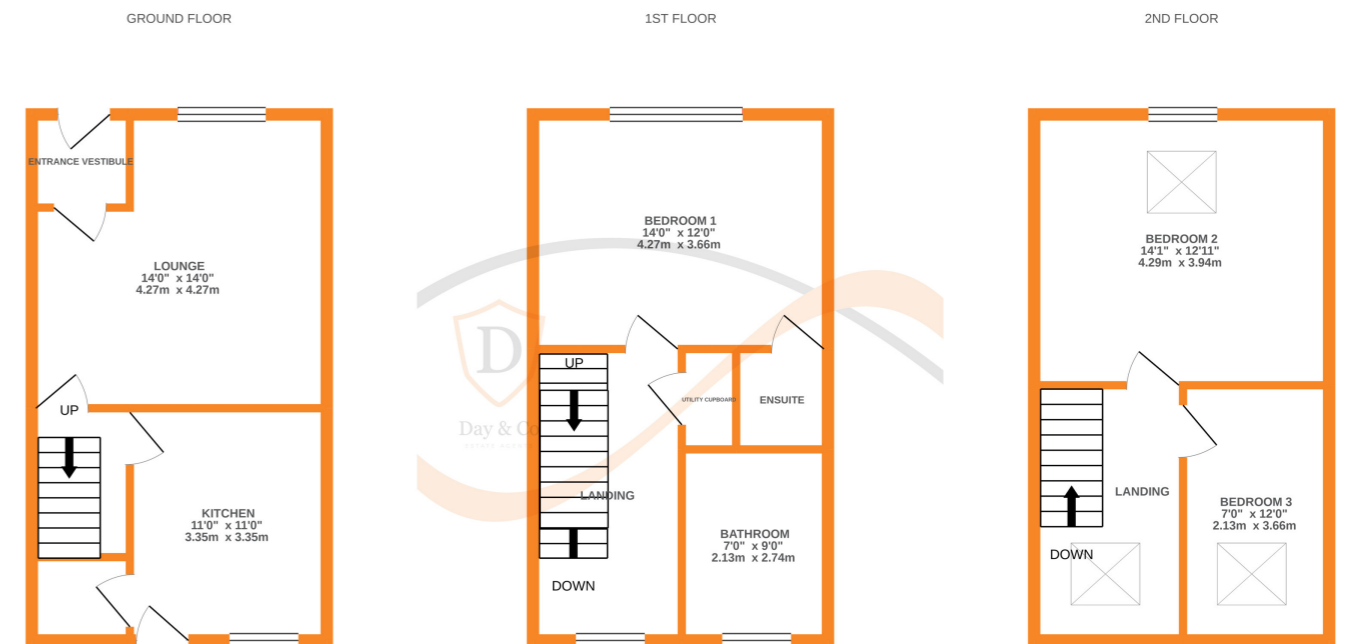 GROUND FLOOR
1ST FLOOR
2ND FLOOR
ENTRANCE VESTIBULE
LOUNGE
14'0" x 14'0"
4.27m x 4.27m
UP
KITCHEN
11'0" x 11'0"
3.35m x 3.35m
BEDROOM 1
14'0" x 12'0"
4.27m x 3.66m
UP
UTILITY CUPBOARD
ENSUITE
LANDING
BATHROOM
7'0" x 9'0"
2.13m x 2.74m
DOWN
D
Day & Co
BEDROOM 2
14'1" x 12'11"
4.29m x 3.94m
LANDING
BEDROOM 3
7'0" x 12'0"
2.13m x 3.66m
DOWN